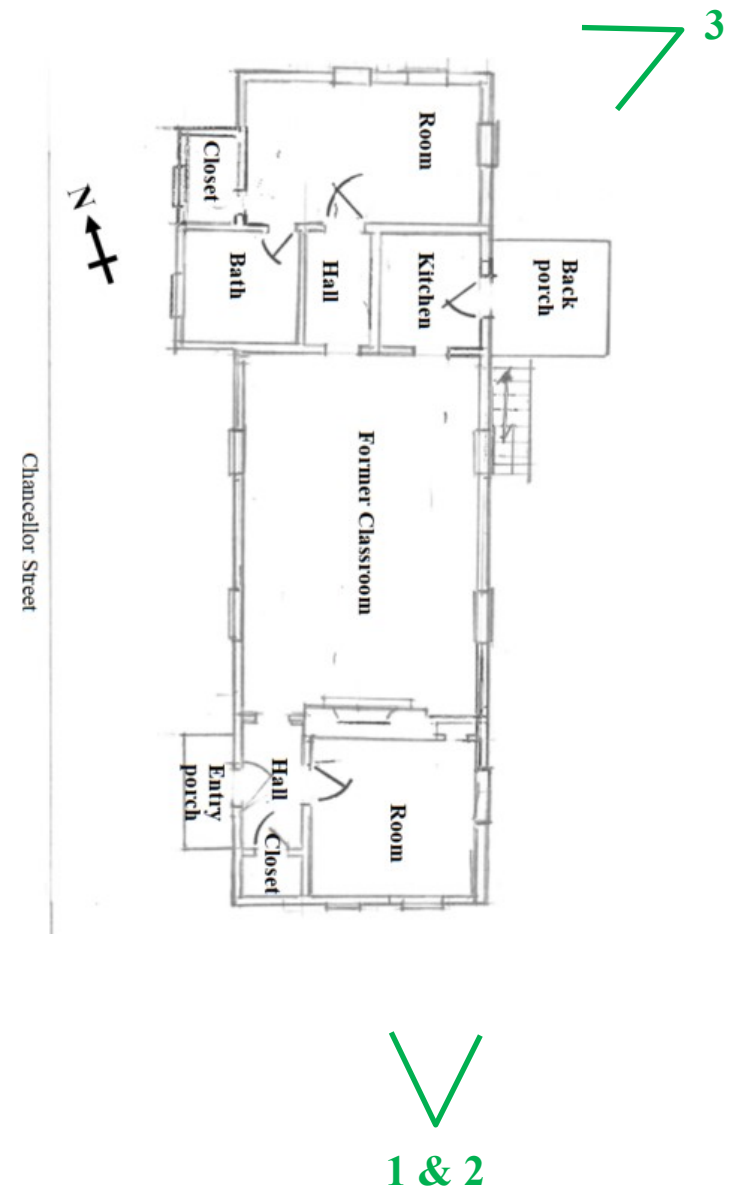 3
Room
Closet
N
Bath
Hall
Kitchen
Back
porch
Former Classroom
Chancellor Street
Entry
porch
Hall
Closet
Room
1 & 2